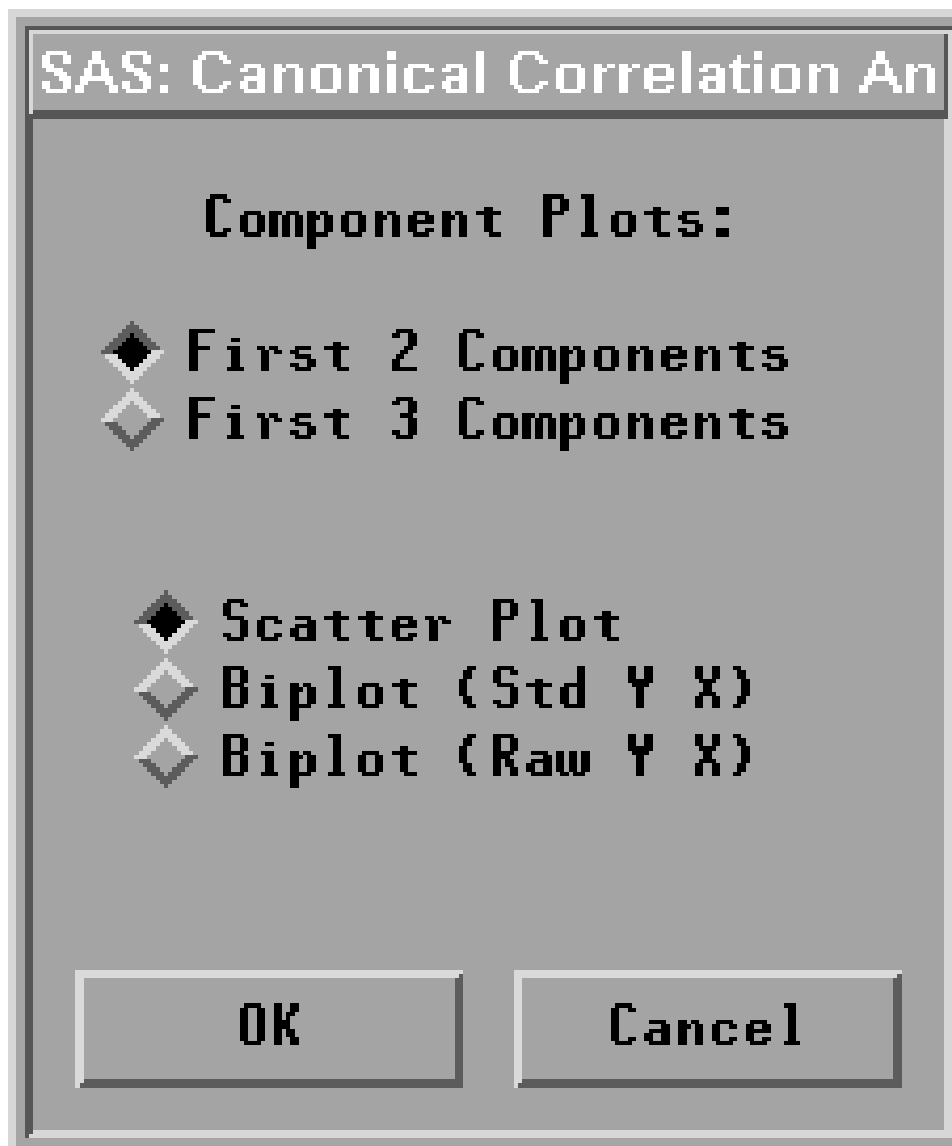 SAS: Canonical Correlation An
Component Plots:
First 2 Components
First 3 Components
Scatter Plot
Biplot (Std Y X)
Biplot (Raw Y X)
OK
Cancel